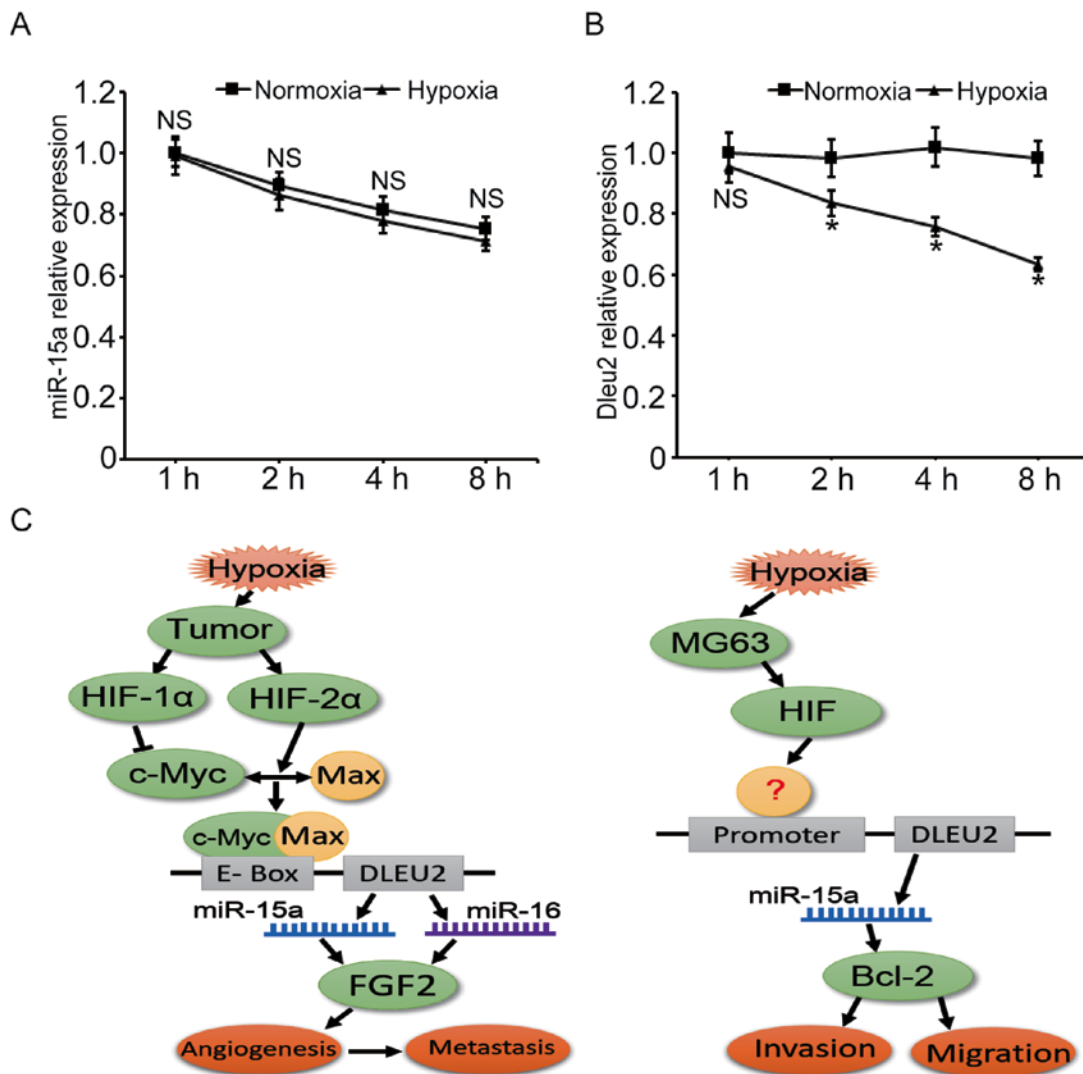 A
Normoxia Hypoxia
miR-15a relative expression
1.2
1.0
0.8
0.6
0.4
0.2
0
NS
NS
NS
NS
1 h 2 h 4 h 8 h
B
Normoxia Hypoxia
Dleu2 relative expression
1.2
1.0
0.8
0.6
0.4
0.2
0
NS
*
*
*
1 h 2 h 4 h 8 h
C
Hypoxia
Tumor
HIF-1α HIF-2α
c-Myc Max
c-Myc Max
E- Box DLEU2
miR-15a miR-16
FGF2
Angiogenesis Metastasis
Hypoxia
MG63
HIF
?
Promoter DLEU2
miR-15a
Bcl-2
Invasion Migration